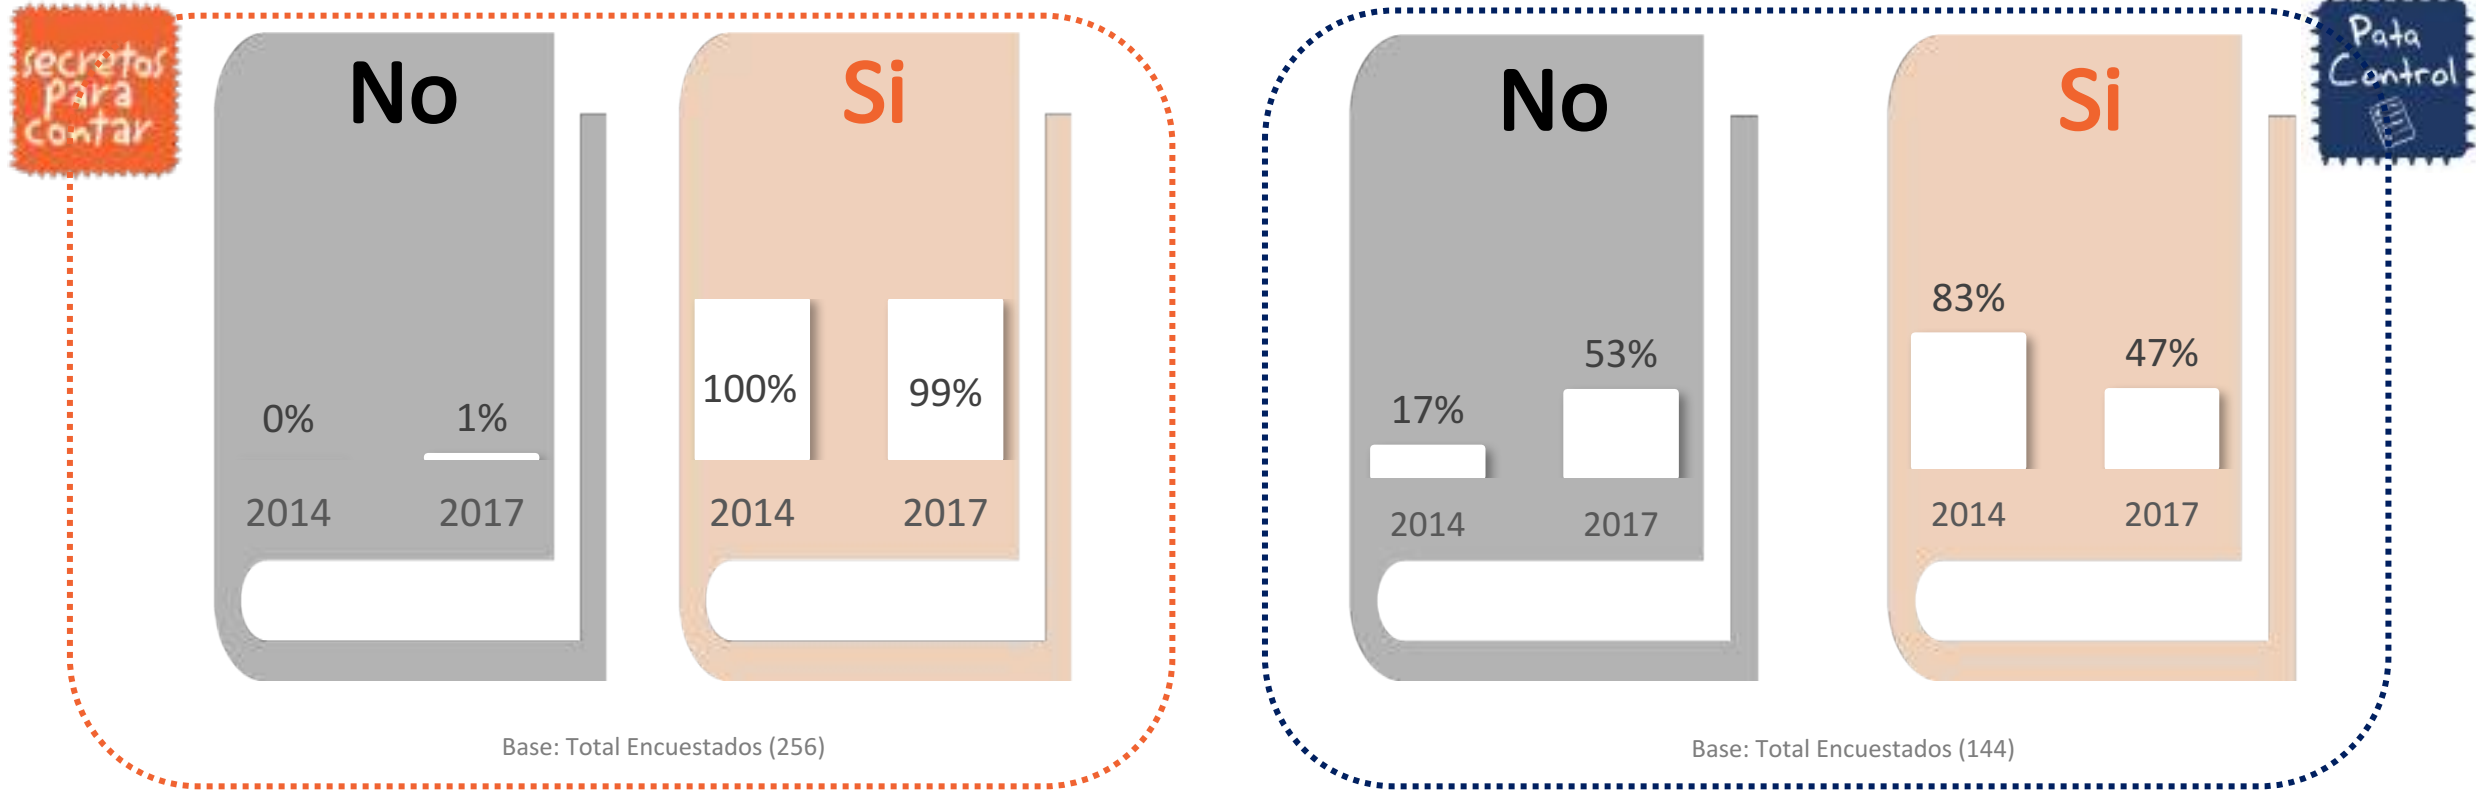 secretos
para
contar
No
0%
1%
2014
2017
Si
100%
99%
2014
2017
Base: Total Encuestados (256)
No
17%
53%
2014
2017
Si
83%
47%
2014
2017
Pata
Control
Base: Total Encuestados (144)